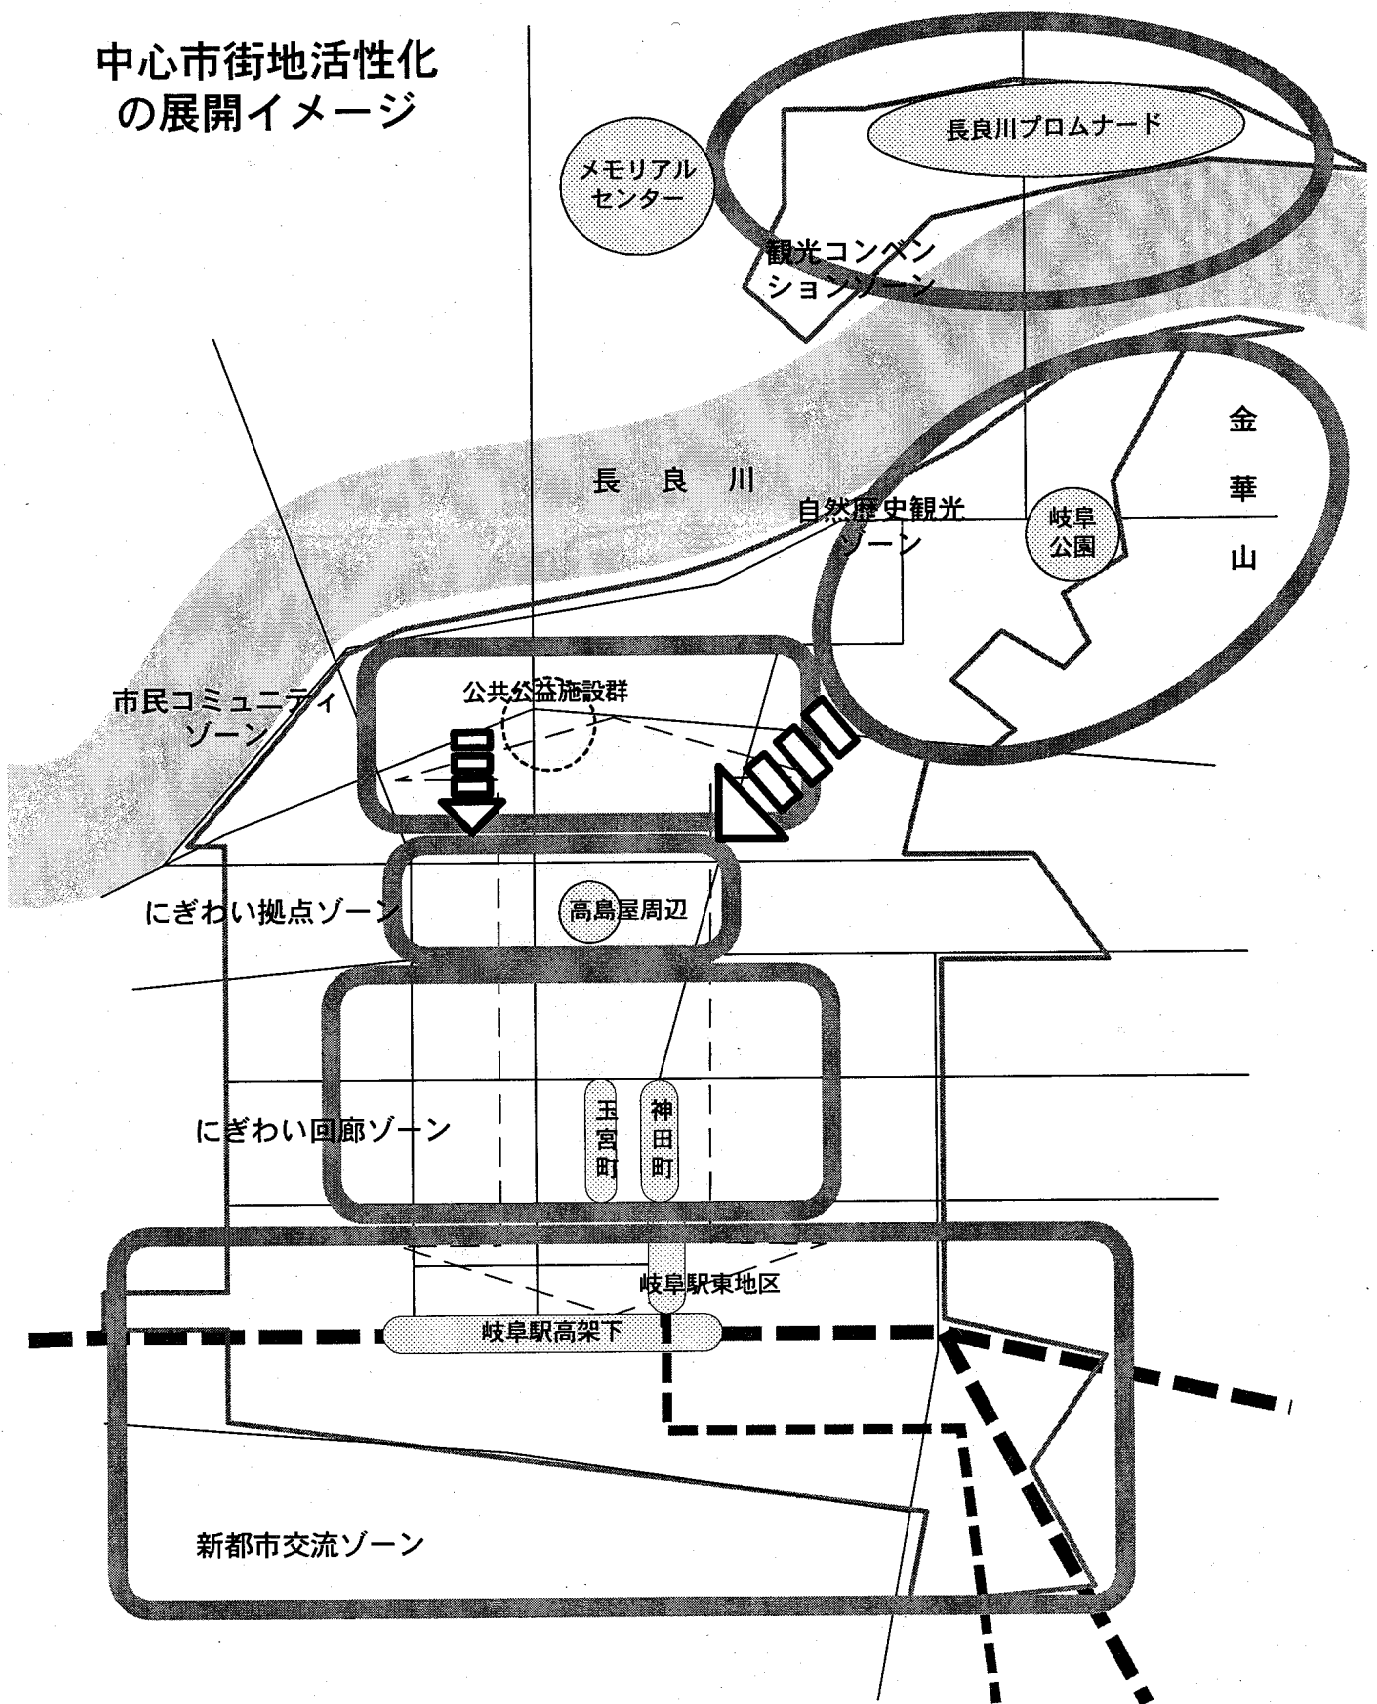 中心市街地活性化
の展開イメージ
長良川プロムナード
メモリアル
センター
観光コンベン
ションゾーン
金華山
長良川
自然歴史観光
ゾーン
岐阜
公園
公共公益施設群
市民コミュニティ
ゾーン
にぎわい拠点ゾーン
高島屋周辺
玉宮町
神田町
にぎわい回廊ゾーン
岐阜駅東地区
岐阜駅高架下
新都市交流ゾーン